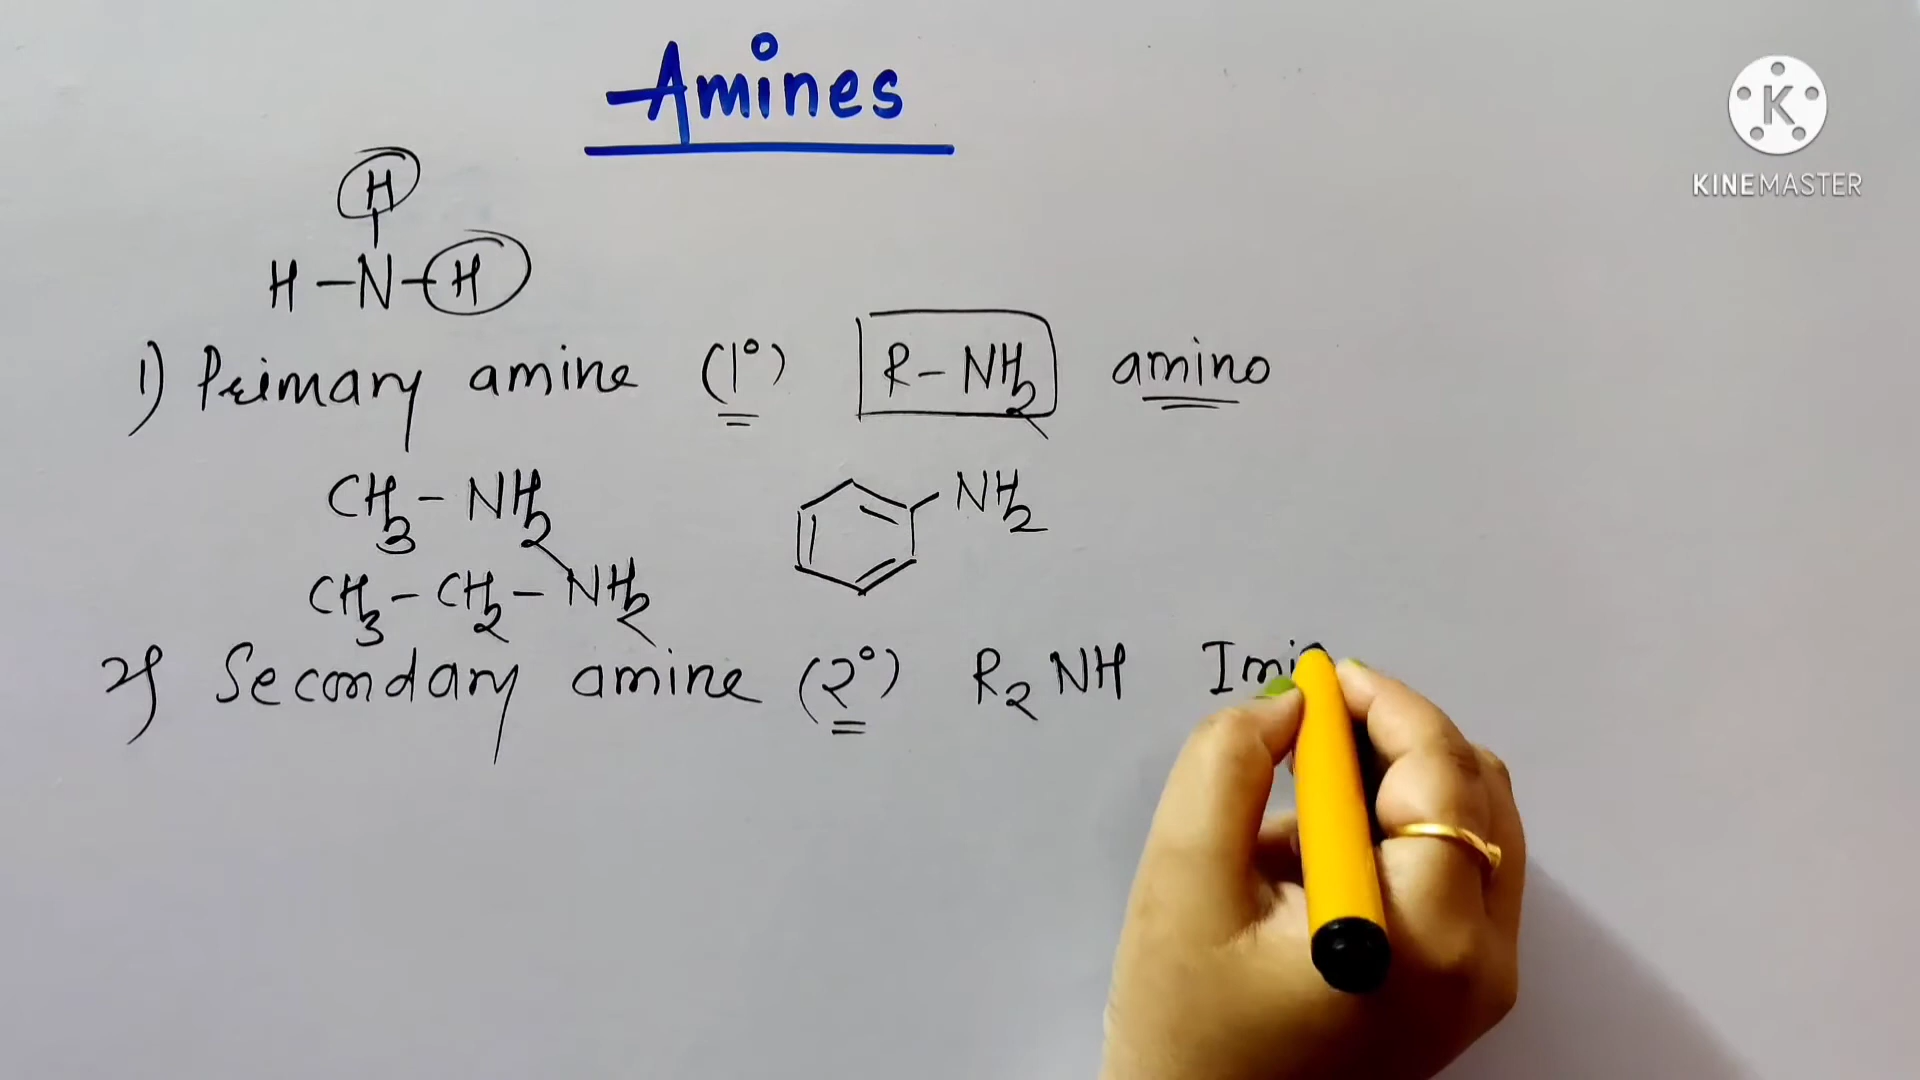 Amines
KINEMASTER
H
H-N-H
1) Primary amine (1°) R-NH2 amino
CH3-NH2 NH2
CH3-CH2-NH2
2) Secondary amine (2°) R2NH